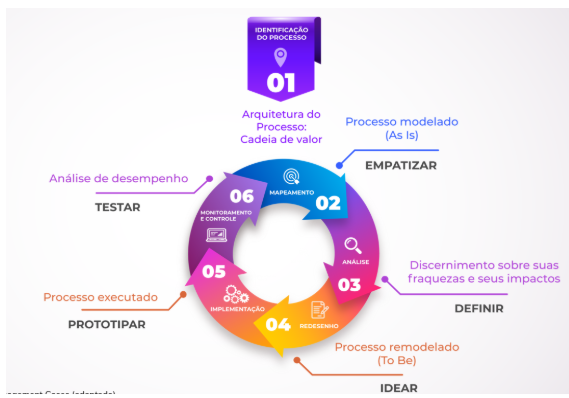 IDENTIFICAÇÃO
DO PROCESSO
01
Arquitetura do
Processo:
Cadeia de valor
Processo modelado
(As Is)
EMPATIZAR
MAPEAMENTO
02
ANÁLISE
03
Discernimento sobre suas
fraquezas e seus impactos
DEFINIR
REDESENHO
04
Processo remodelado
(To Be)
IDEAR
IMPLEMENTAÇÃO
05
Processo executado
PROTOTIPAR
MONITORAMENTO
E CONTROLE
06
Análise de desempenho
TESTAR